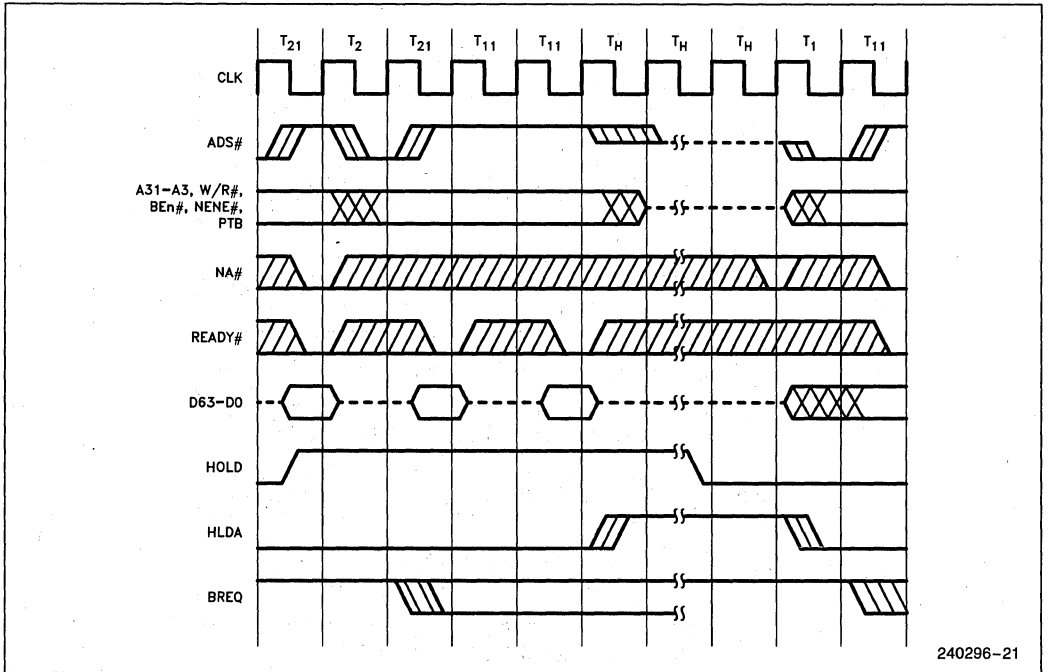 T21 T2 T21 T11 T11 TH TH TH T1 T11
CLK
ADS#
A31-A3, W/R#,
BEn#, NENE#,
PTB
NA#
READY#
D63-D0
HOLD
HLDA
BREQ
240296-21